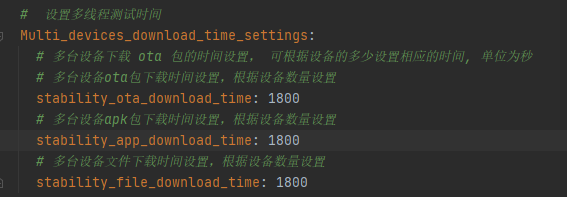 #  设置多线程测试时间
Multi_devices_download_time_settings:
# 多台设备下载 ota 包的时间设置， 可根据设备的多少设置相应的时间, 单位为秒
# 多台设备ota包下载时间设置，根据设备数量设置
stability_ota_download_time: 1800
# 多台设备apk包下载时间设置，根据设备数量设置
stability_app_download_time: 1800
# 多台设备文件下载时间设置，根据设备数量设置
stability_file_download_time: 1800